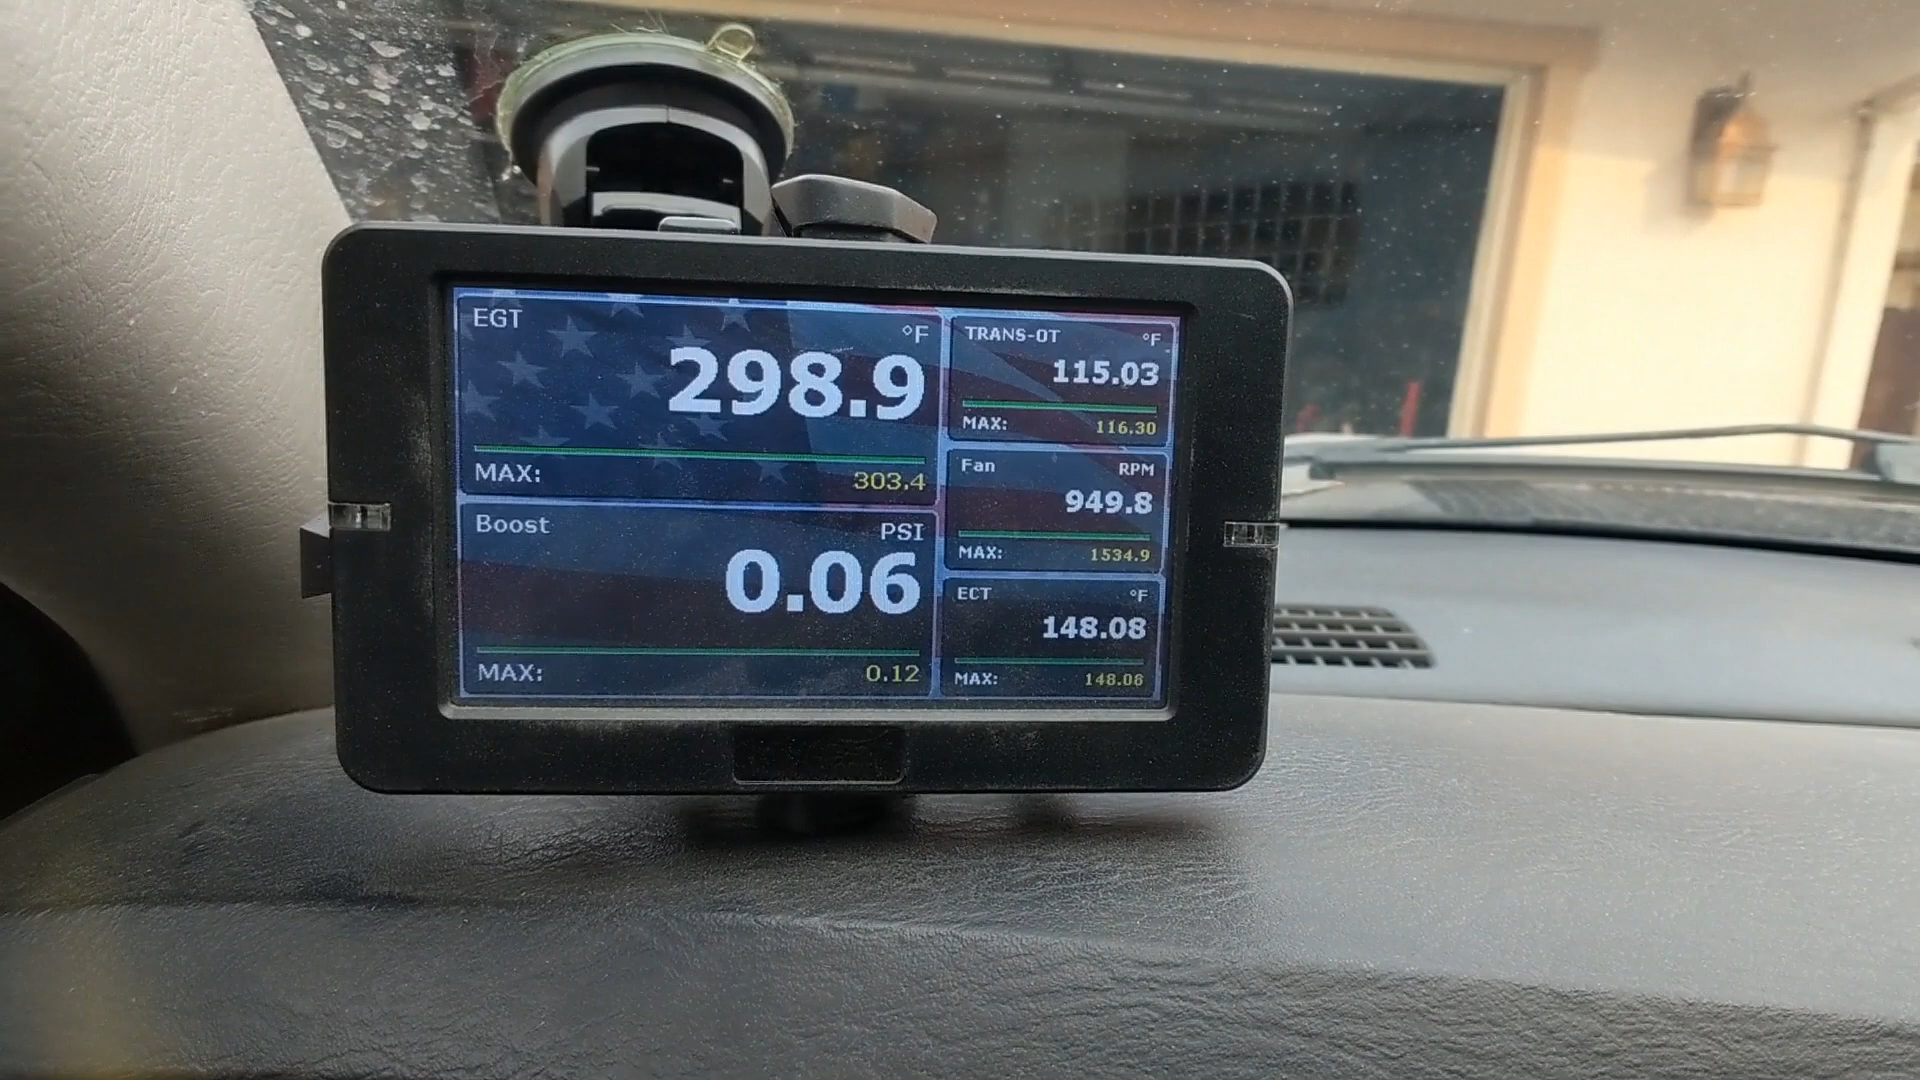 EGT
°F
298.9
MAX: 303.4
Boost
PSI
0.06
MAX: 0.12
TRANS-OT °F
115.03
MAX: 116.30
Fan RPM
949.8
MAX: 1534.9
ECT °F
148.08
MAX: 148.08